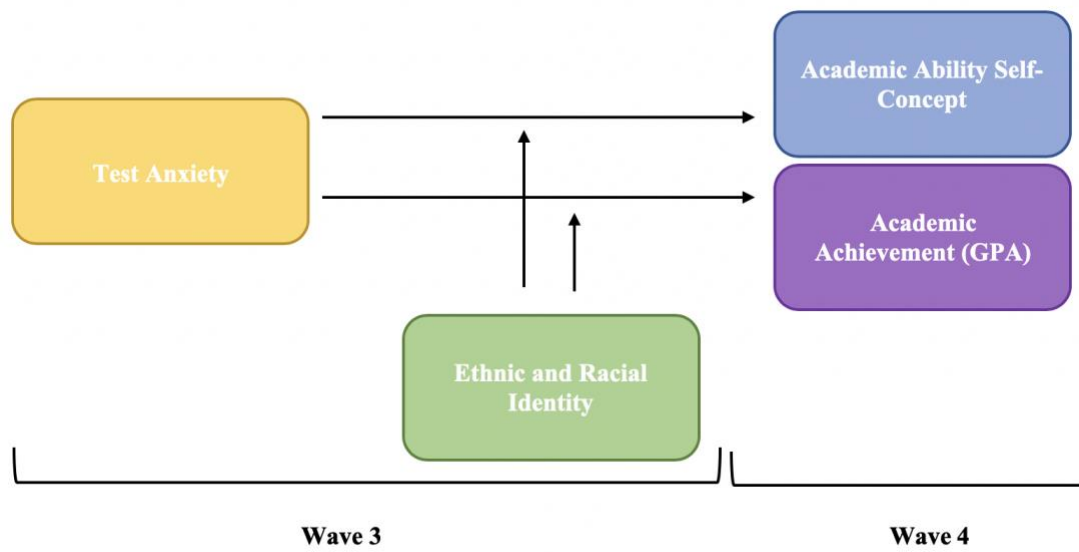 Academic Ability Self-
Concept
Test Anxiety
Academic
Achievement (GPA)
Ethnic and Racial
Identity
Wave 3
Wave 4